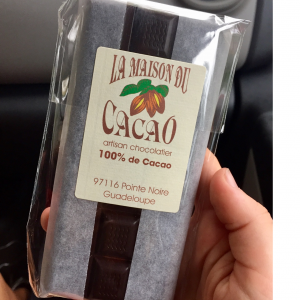 LA MAISON DU
CACAO
artisan chocolatier
100% de Cacao
97116 Pointe Noire
Guadeloupe